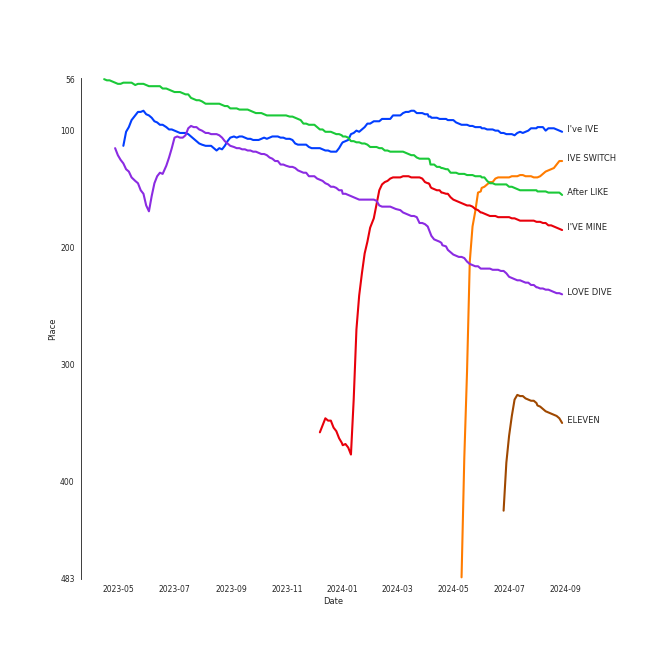 56
100
200
300
400
483
Place
2023-05
2023-07
2023-09
2023-11
2024-01
2024-03
2024-05
2024-07
2024-09
Date
I've IVE
IVE SWITCH
After LIKE
I'VE MINE
LOVE DIVE
ELEVEN